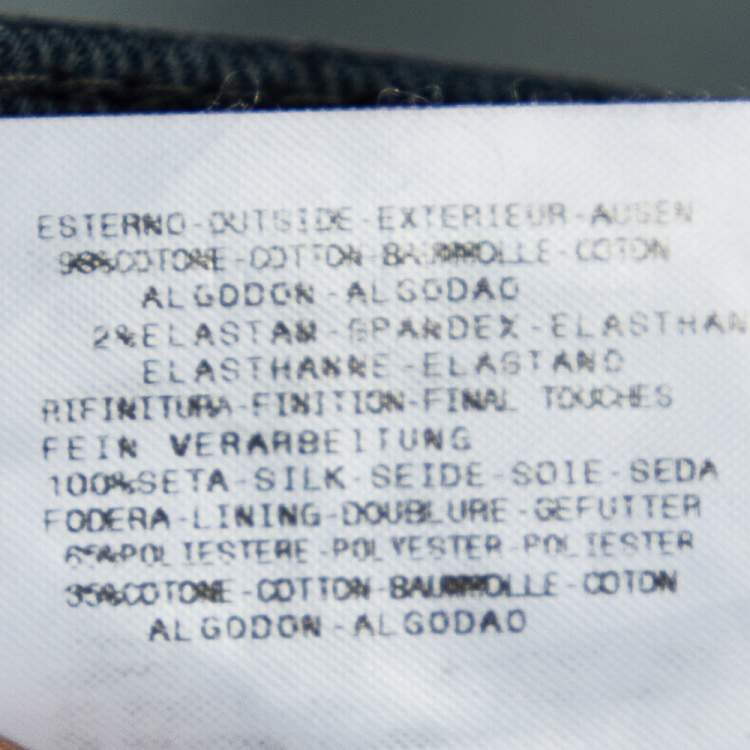 ESTERNO-OUTSIDE-EXTERIEUR-AUSEN
98%COTONE-COTTON-BAUMWOLLE-COTON
ALGODON-ALGODAO
2%ELASTAN-SPANDEX-ELASTHAN
ELASTHANNE-ELASTANO
RIFINITURA-FINITION-FINAL TOUCHES
FEIN VERARBEITUNG
100%SETA-SILK-SEIDE-SOIE-SEDA
FODERA-LINING-DOUBLURE-GEFUTTER
65%POLIESTERE-POLYESTER-POLIESTER
35%COTONE-COTTON-BAUMWOLLE-COTON
ALGODON-ALGODAO